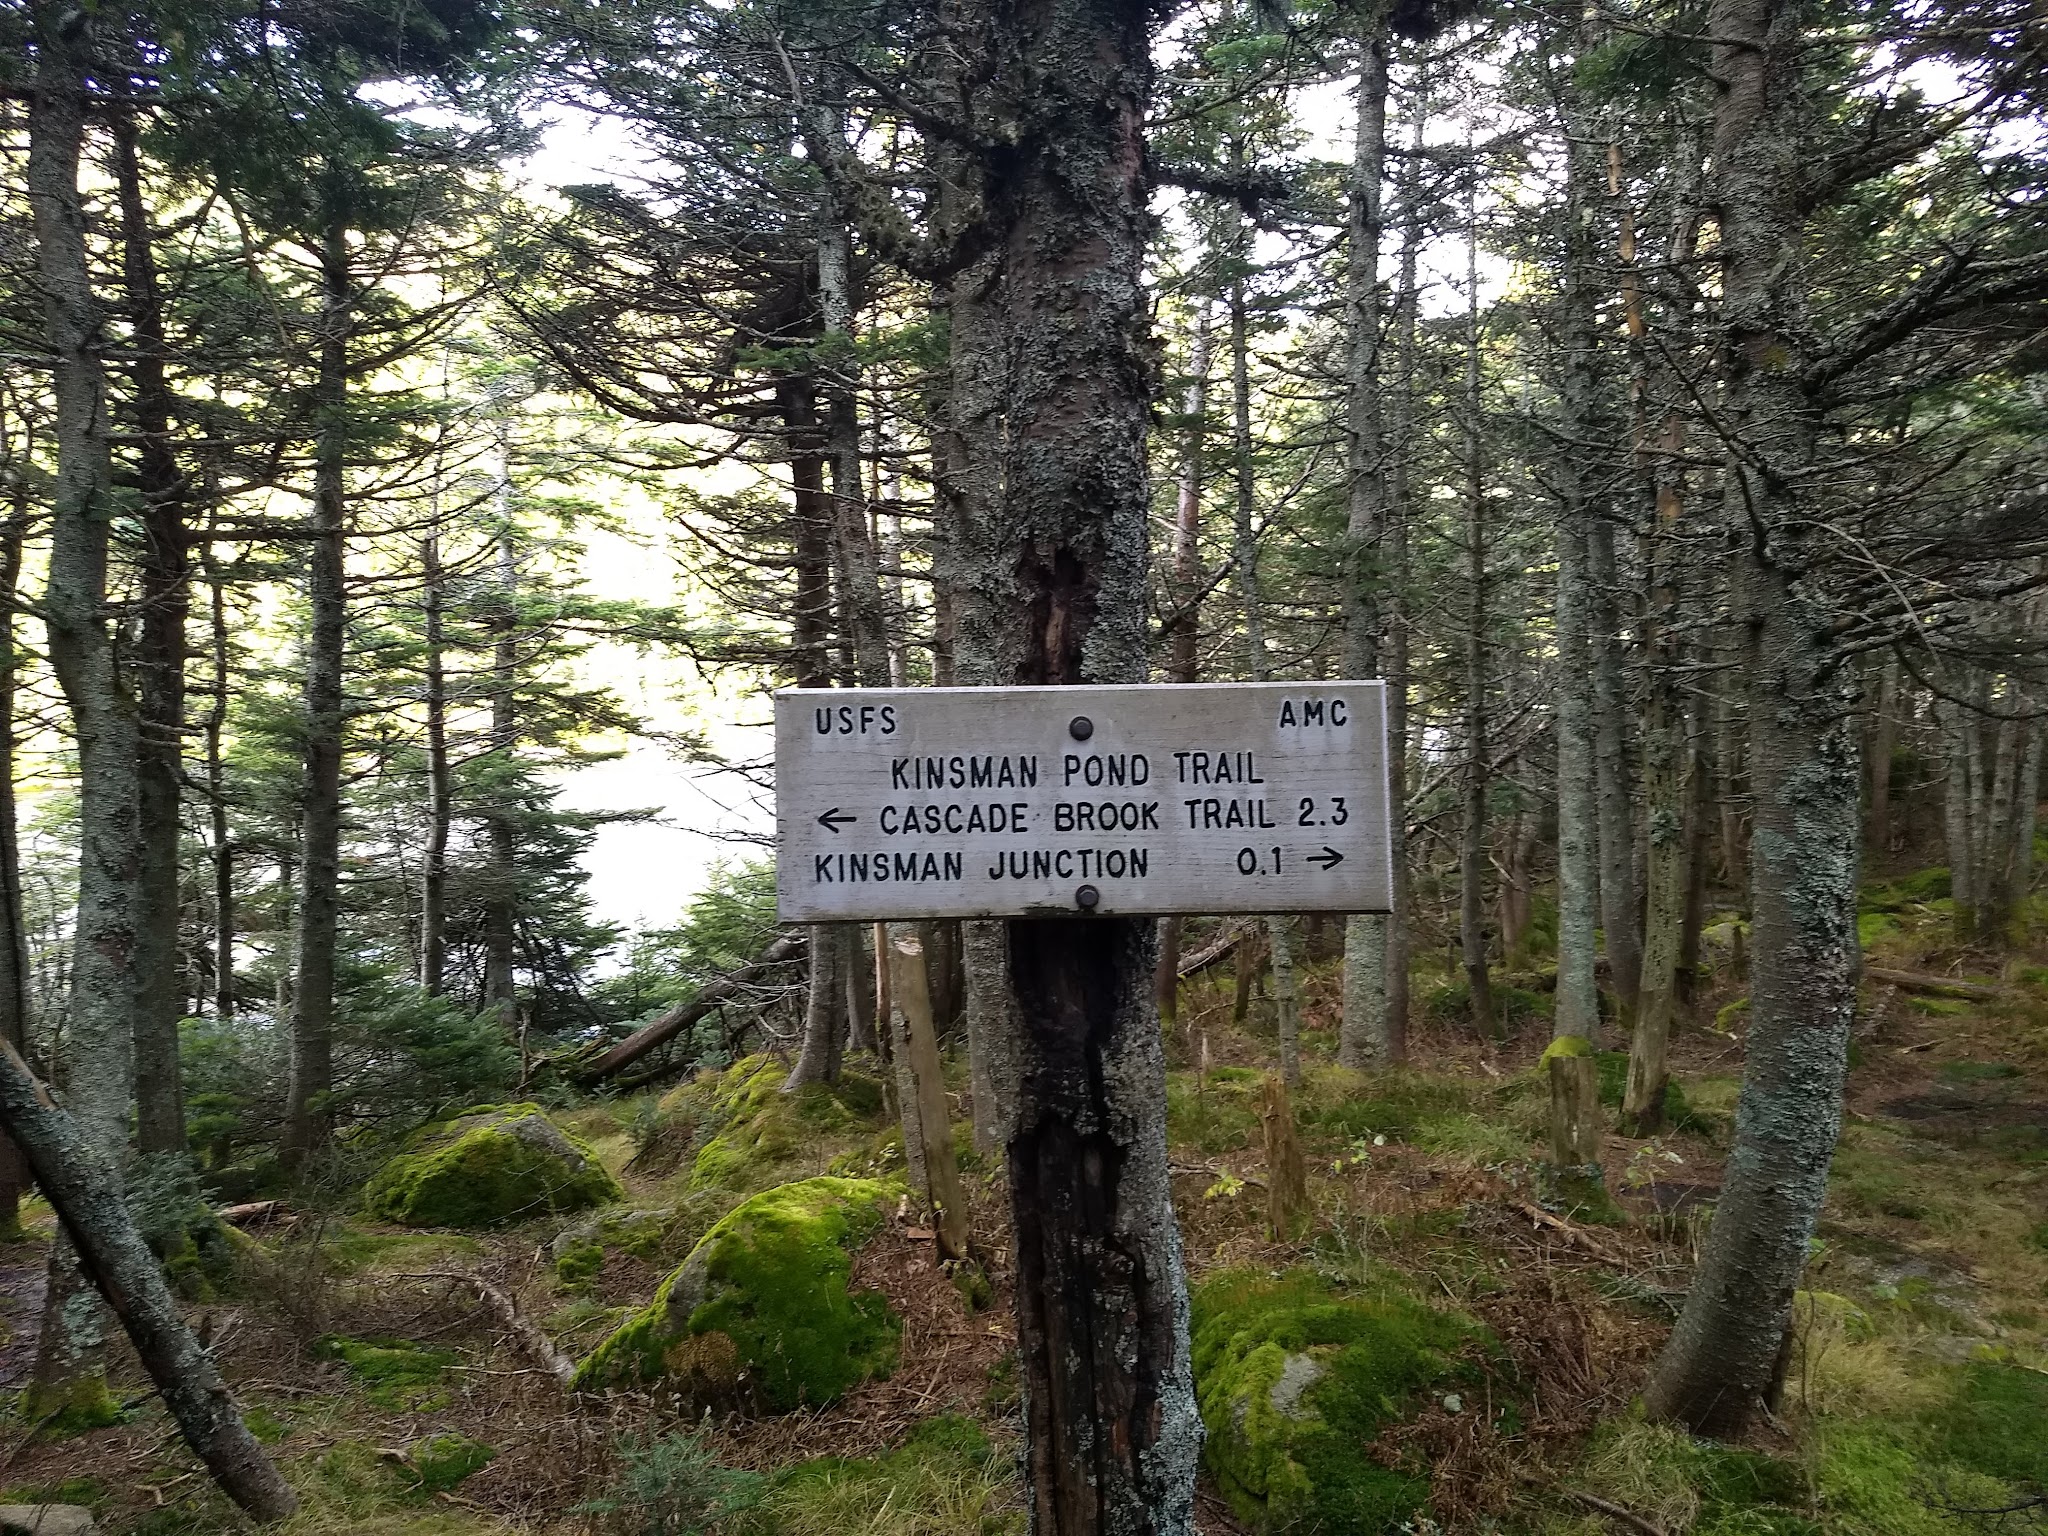 USFS AMC
KINSMAN POND TRAIL
← CASCADE BROOK TRAIL 2.3
KINSMAN JUNCTION 0.1 →